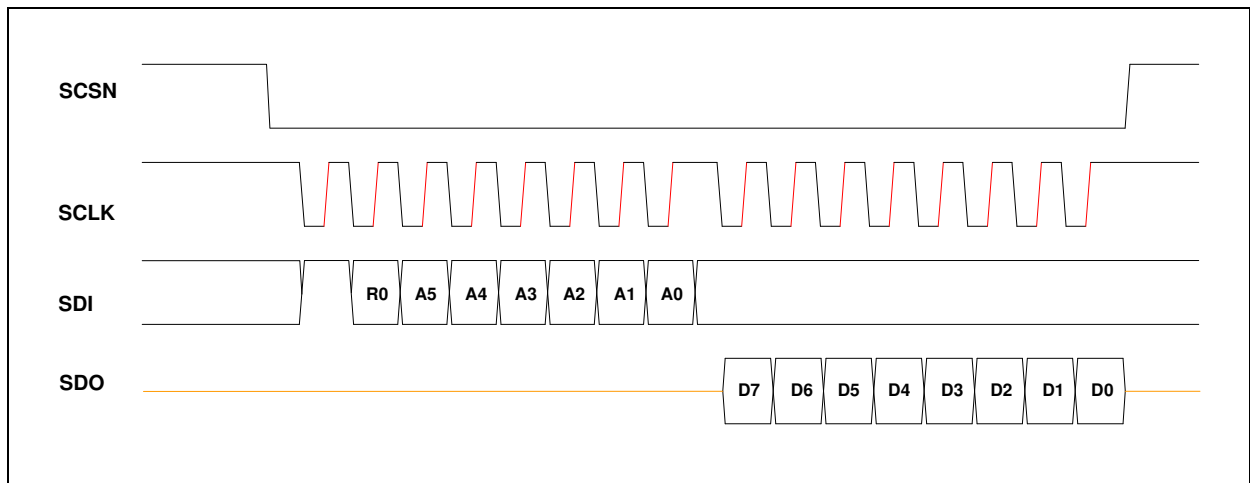 SCSN
SCLK
SDI
R0 A5 A4 A3 A2 A1 A0
SDO
D7 D6 D5 D4 D3 D2 D1 D0